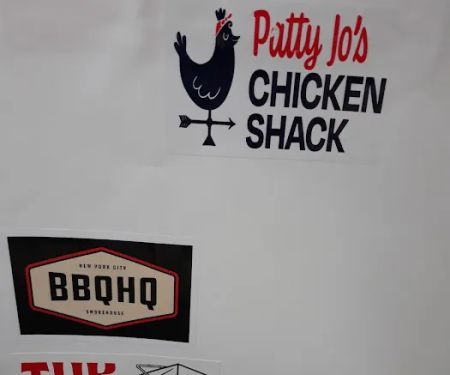 Patty Jo's
CHICKEN
SHACK
NEW YORK CITY
BBQHQ
SMOKEHOUSE